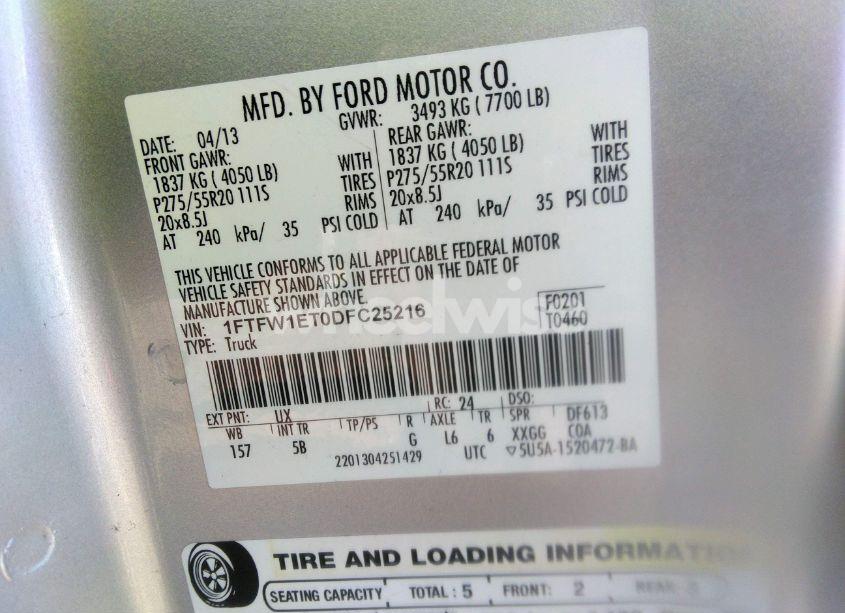 MFD. BY FORD MOTOR CO.
DATE: 04/13 GVWR: 3493 KG ( 7700 LB)
FRONT GAWR: REAR GAWR:
1837 KG ( 4050 LB) WITH 1837 KG ( 4050 LB) WITH
P275/55R20 111S TIRES P275/55R20 111S TIRES
20x8.5J RIMS 20x8.5J RIMS
AT 240 kPa/ 35 PSI COLD AT 240 kPa/ 35 PSI COLD
THIS VEHICLE CONFORMS TO ALL APPLICABLE FEDERAL MOTOR
VEHICLE SAFETY STANDARDS IN EFFECT ON THE DATE OF
MANUFACTURE SHOWN ABOVE.
VIN: 1FTFW1ET0DFC25216 F0201
TYPE: Truck T0460
EXT PNT: UX RC: 24 DSO:
WB INT TR TP/PS R AXLE TR SPR DF613
157 5B G L6 6 XXGG COA
2201304251429 UTC ▽5U5A-1520472-BA
TIRE AND LOADING INFORMATION
SEATING CAPACITY TOTAL : 5 FRONT: 2 REAR: 3